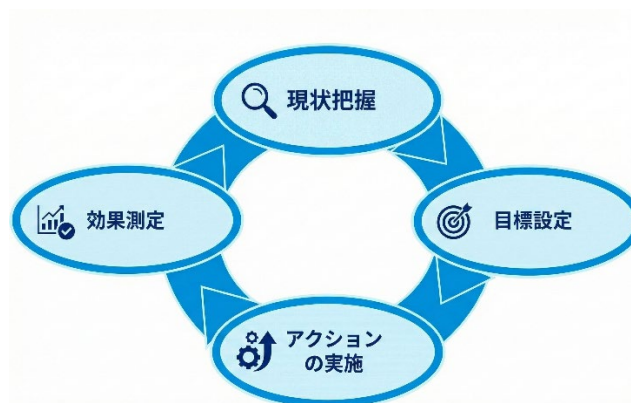 現状把握
効果測定
目標設定
アクション
の実施